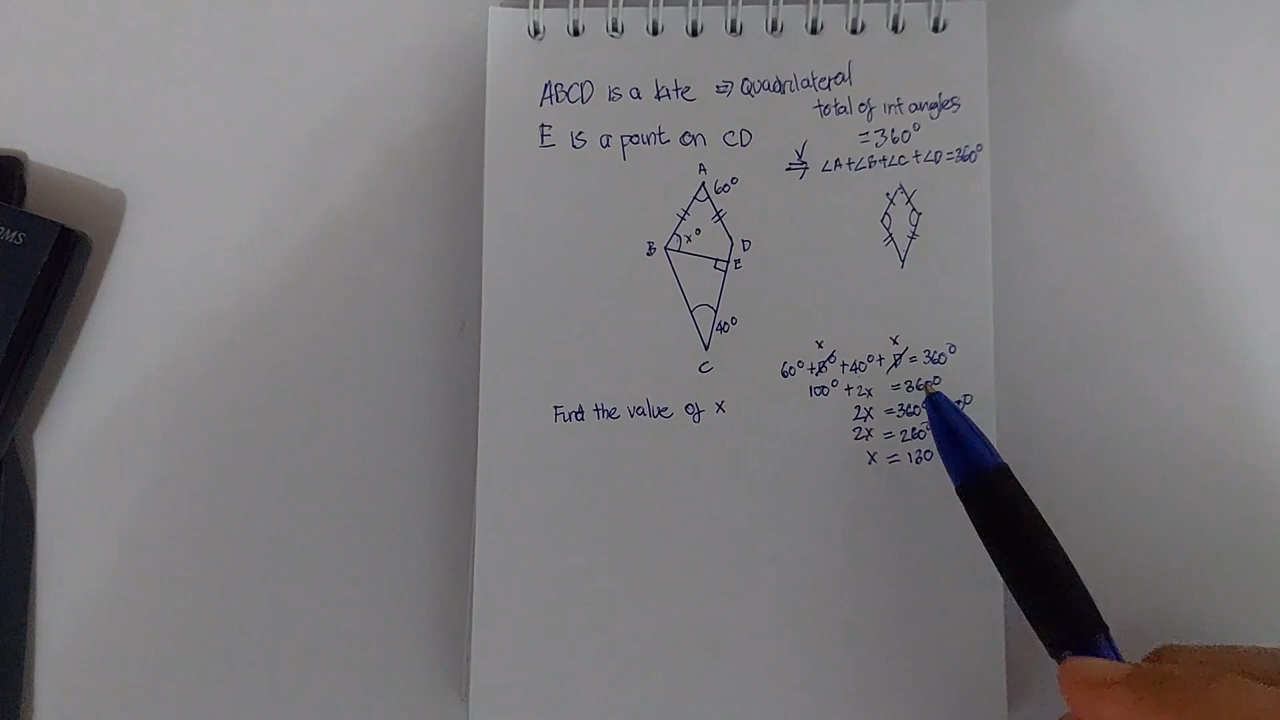 ABCD is a kite ⇒ Quadrilateral
total of int angles
= 360°
E is a point on CD
⇒ ∠A+∠B+∠C+∠D=360°
A
60°
B
x°
D
E
40°
C
x x
60°+B°+40°+D=360°
100°+2x = 360°
2x = 360°
2x = 260°
x = 130
Find the value of x
OMS